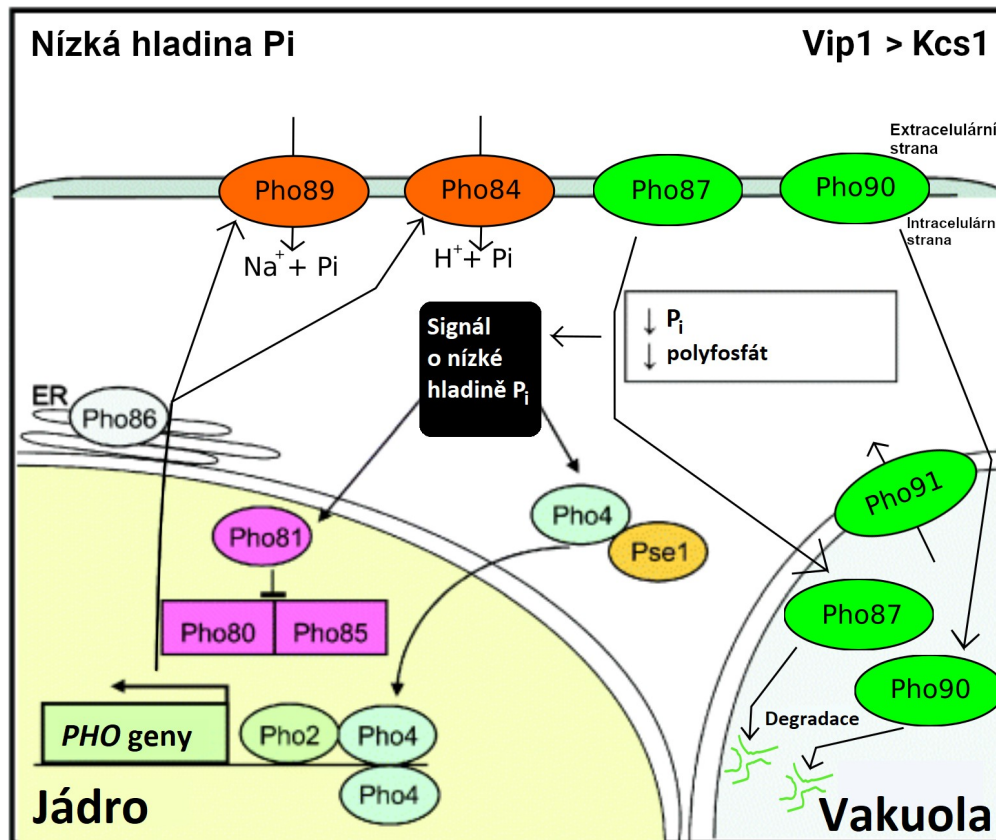 Nízká hladina Pi
Vip1 > Kcs1
Extracelulární
strana
Pho89
Pho84
Pho87
Pho90
Intracelulárn
strana
Na+ + Pi
H+ + Pi
Signál
o nízké
hladině Pi
↓ Pi
↓ polyfosfát
ER
Pho86
Pho91
Pho4
Pse1
Pho81
Pho80
Pho85
Pho87
Pho90
Degradace
PHO geny
Pho2
Pho4
Pho4
Jádro
Vakuola